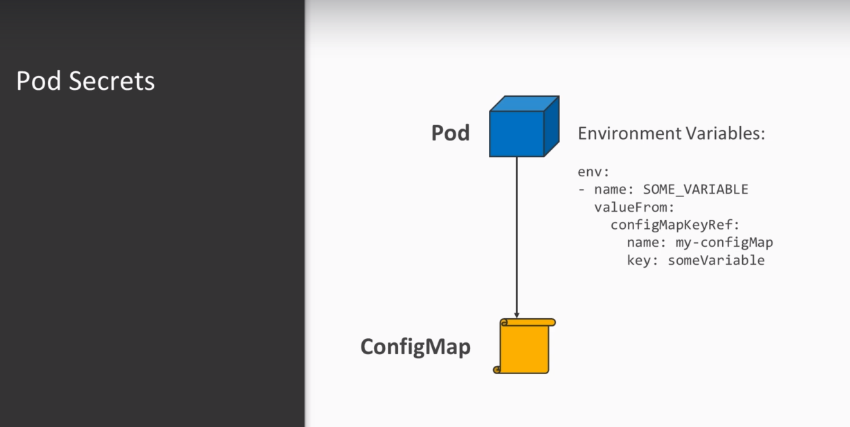 Pod Secrets
Pod
Environment Variables:
env:
- name: SOME_VARIABLE
  valueFrom:
    configMapKeyRef:
      name: my-configMap
      key: someVariable
ConfigMap